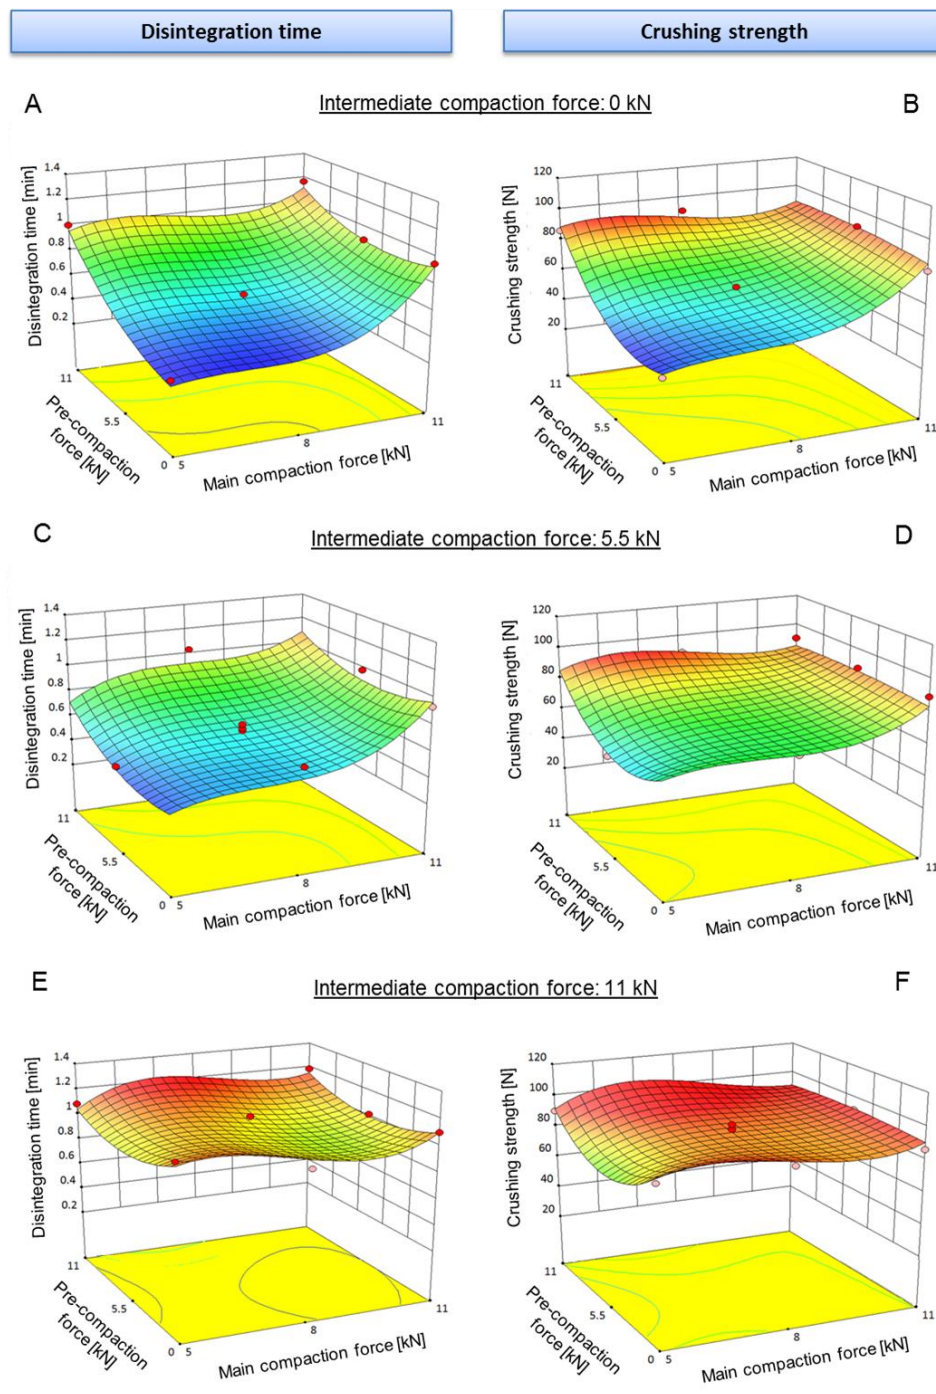 Disintegration time
Crushing strength
A
Intermediate compaction force: 0 kN
B
Disintegration time [min]
1.4
1.2
1
0.8
0.6
0.4
0.2
11
5.5
0
Pre-compaction
force [kN]
5
8
11
Main compaction force [kN]
Crushing strength [N]
120
100
80
60
40
20
11
5.5
0
Pre-compaction
force [kN]
5
8
11
Main compaction force [kN]
C
Intermediate compaction force: 5.5 kN
D
Disintegration time [min]
1.4
1.2
1
0.8
0.6
0.4
0.2
11
5.5
0
Pre-compaction
force [kN]
5
8
11
Main compaction force [kN]
Crushing strength [N]
120
100
80
60
40
20
11
5.5
0
Pre-compaction
force [kN]
5
8
11
Main compaction force [kN]
E
Intermediate compaction force: 11 kN
F
Disintegration time [min]
1.4
1.2
1
0.8
0.6
0.4
0.2
11
5.5
0
Pre-compaction
force [kN]
5
8
11
Main compaction force [kN]
Crushing strength [N]
120
100
80
60
40
20
11
5.5
0
Pre-compaction
force [kN]
5
8
11
Main compaction force [kN]